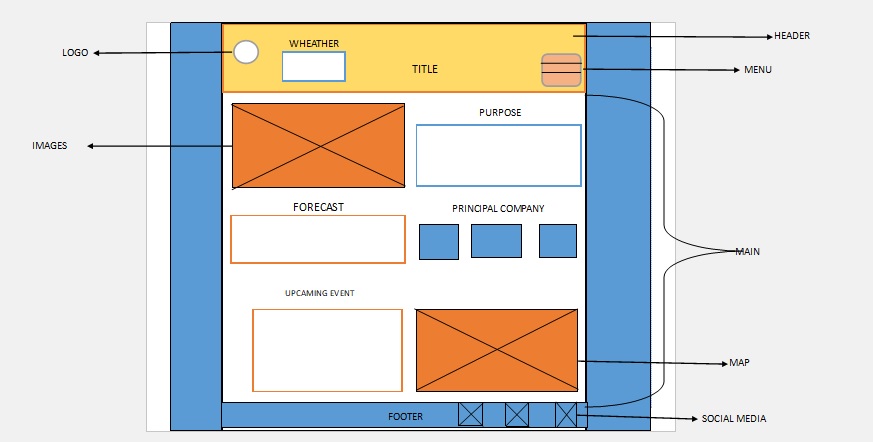 HEADER
LOGO
WHEATHER
TITLE
MENU
PURPOSE
IMAGES
FORECAST
PRINCIPAL COMPANY
MAIN
UPCAMING EVENT
MAP
FOOTER
SOCIAL MEDIA